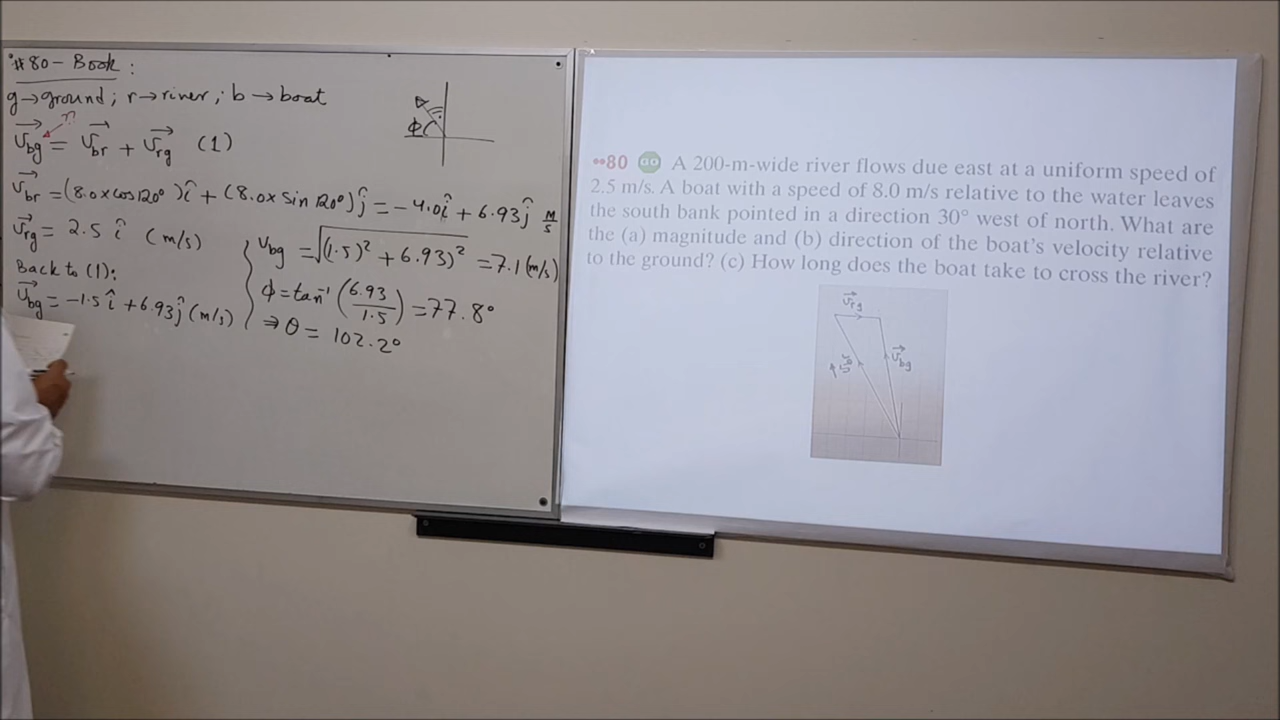 #80 - Book :
g → ground ; r → river ; b → boat
v⃗bg = v⃗br + v⃗rg (1)
ϕ
v⃗br = (8.0 x cos 120°) î + (8.0 x sin 120°) ĵ = -4.0 î + 6.93 ĵ m/s
v⃗rg = 2.5 î (m/s)
Back to (1):
v⃗bg = -1.5 î + 6.93 ĵ (m/s)
vbg = √(1.5)² + 6.93)² = 7.1 (m/s)
ϕ = tan⁻¹ (6.93/1.5) = 77.8°
⇒ θ = 102.2°
••80 GO A 200-m-wide river flows due east at a uniform speed of
2.5 m/s. A boat with a speed of 8.0 m/s relative to the water leaves
the south bank pointed in a direction 30° west of north. What are
the (a) magnitude and (b) direction of the boat's velocity relative
to the ground? (c) How long does the boat take to cross the river?
v⃗rg
v⃗bg